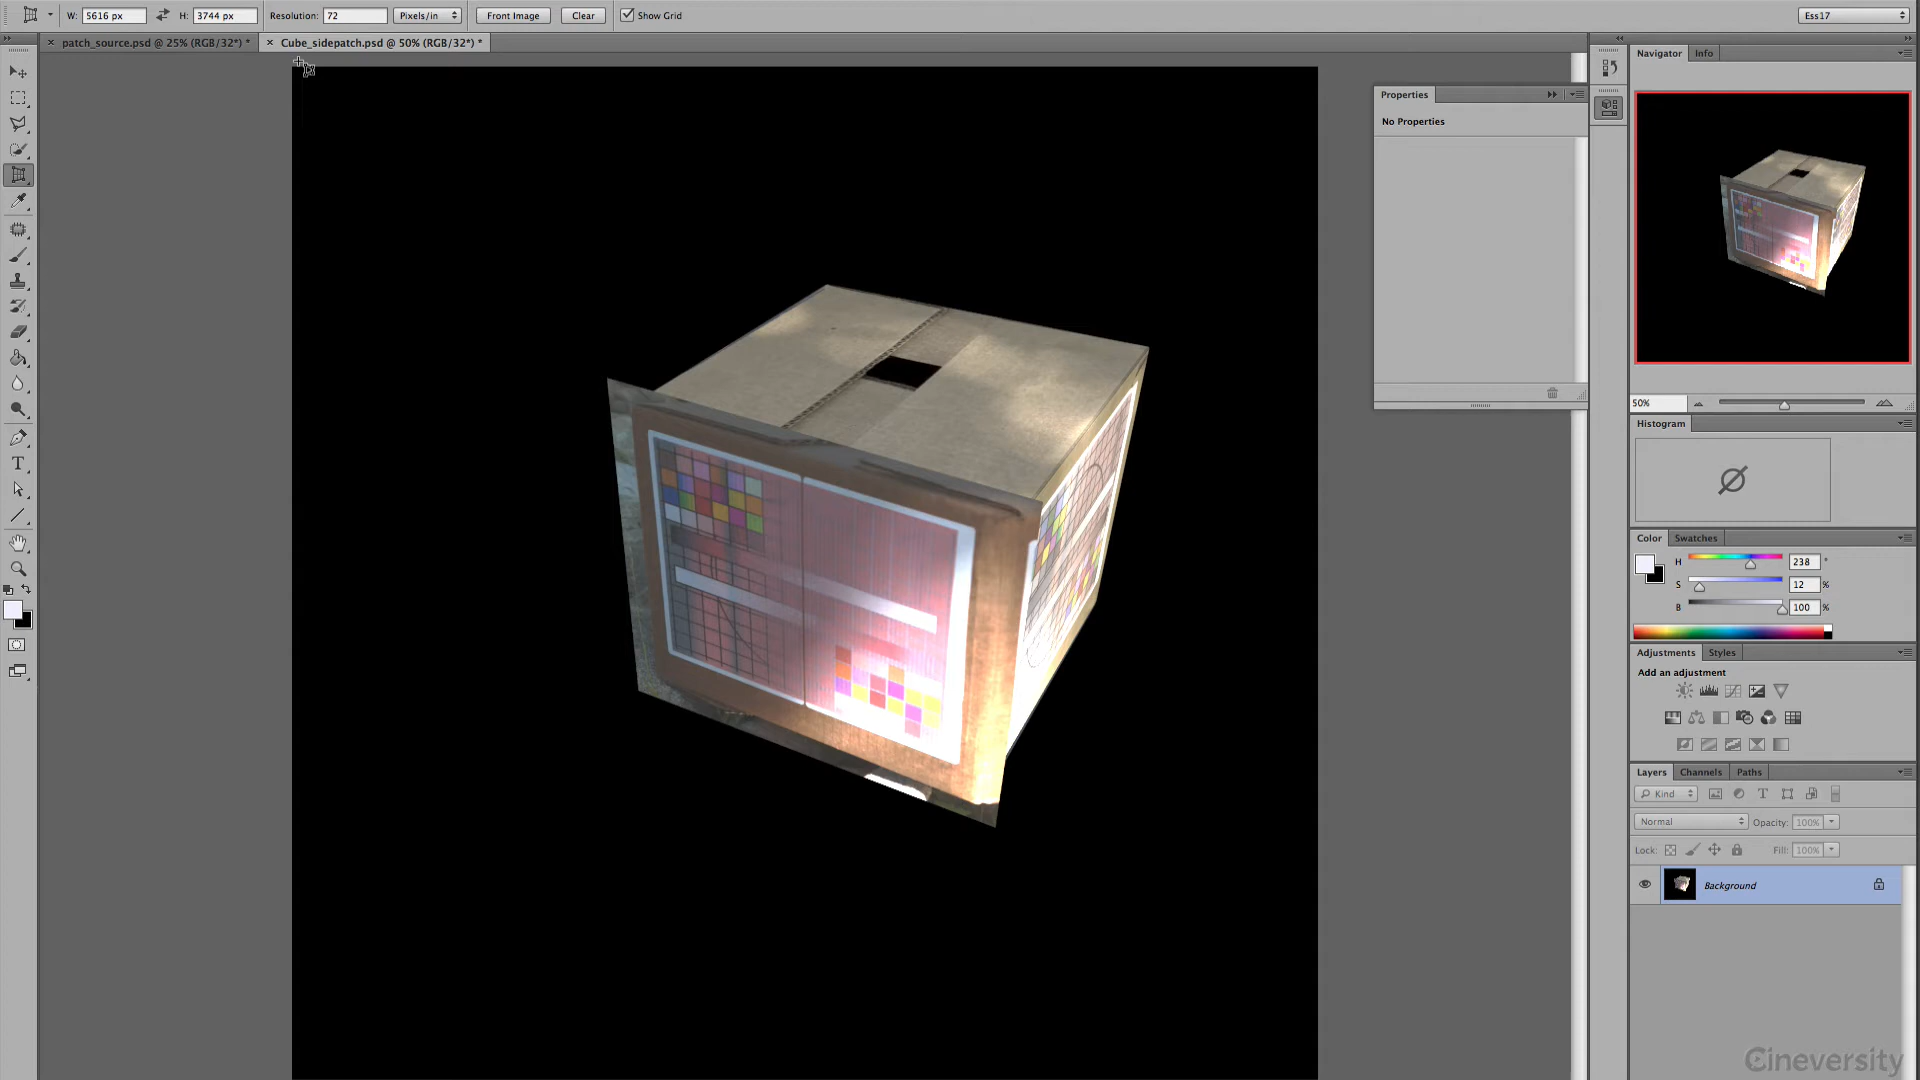 W: 5616 px H: 3744 px Resolution: 72 Pixels/in Front Image Clear Show Grid Ess17
× patch_source.psd @ 25% (RGB/32*) * × Cube_sidepatch.psd @ 50% (RGB/32*) *
Navigator Info
Properties
No Properties
50%
Histogram
Color Swatches
H 238 °
S 12 %
B 100 %
Adjustments Styles
Add an adjustment
Layers Channels Paths
Kind
Normal Opacity: 100%
Lock: Fill: 100%
Background
Cineversity